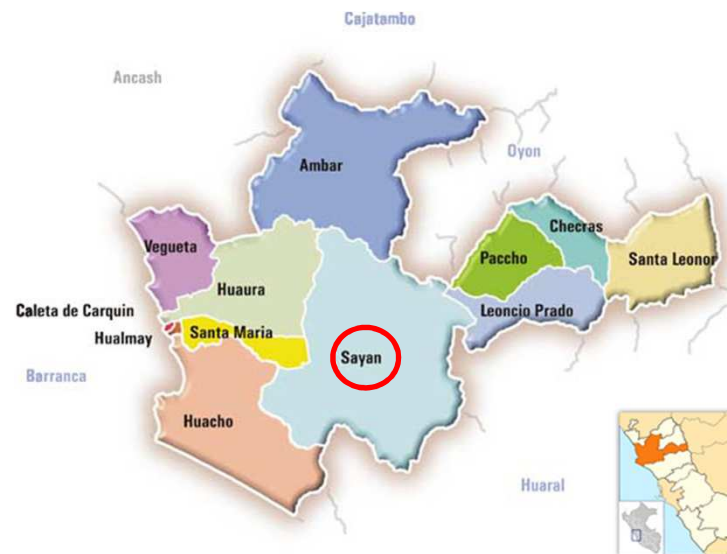 Cajatambo
Ancash
Oyon
Ambar
Checras
Vegueta
Paccho
Santa Leonor
Huaura
Caleta de Carquin
Leoncio Prado
Santa Maria
Hualmay
Sayan
Barranca
Huacho
Huaral